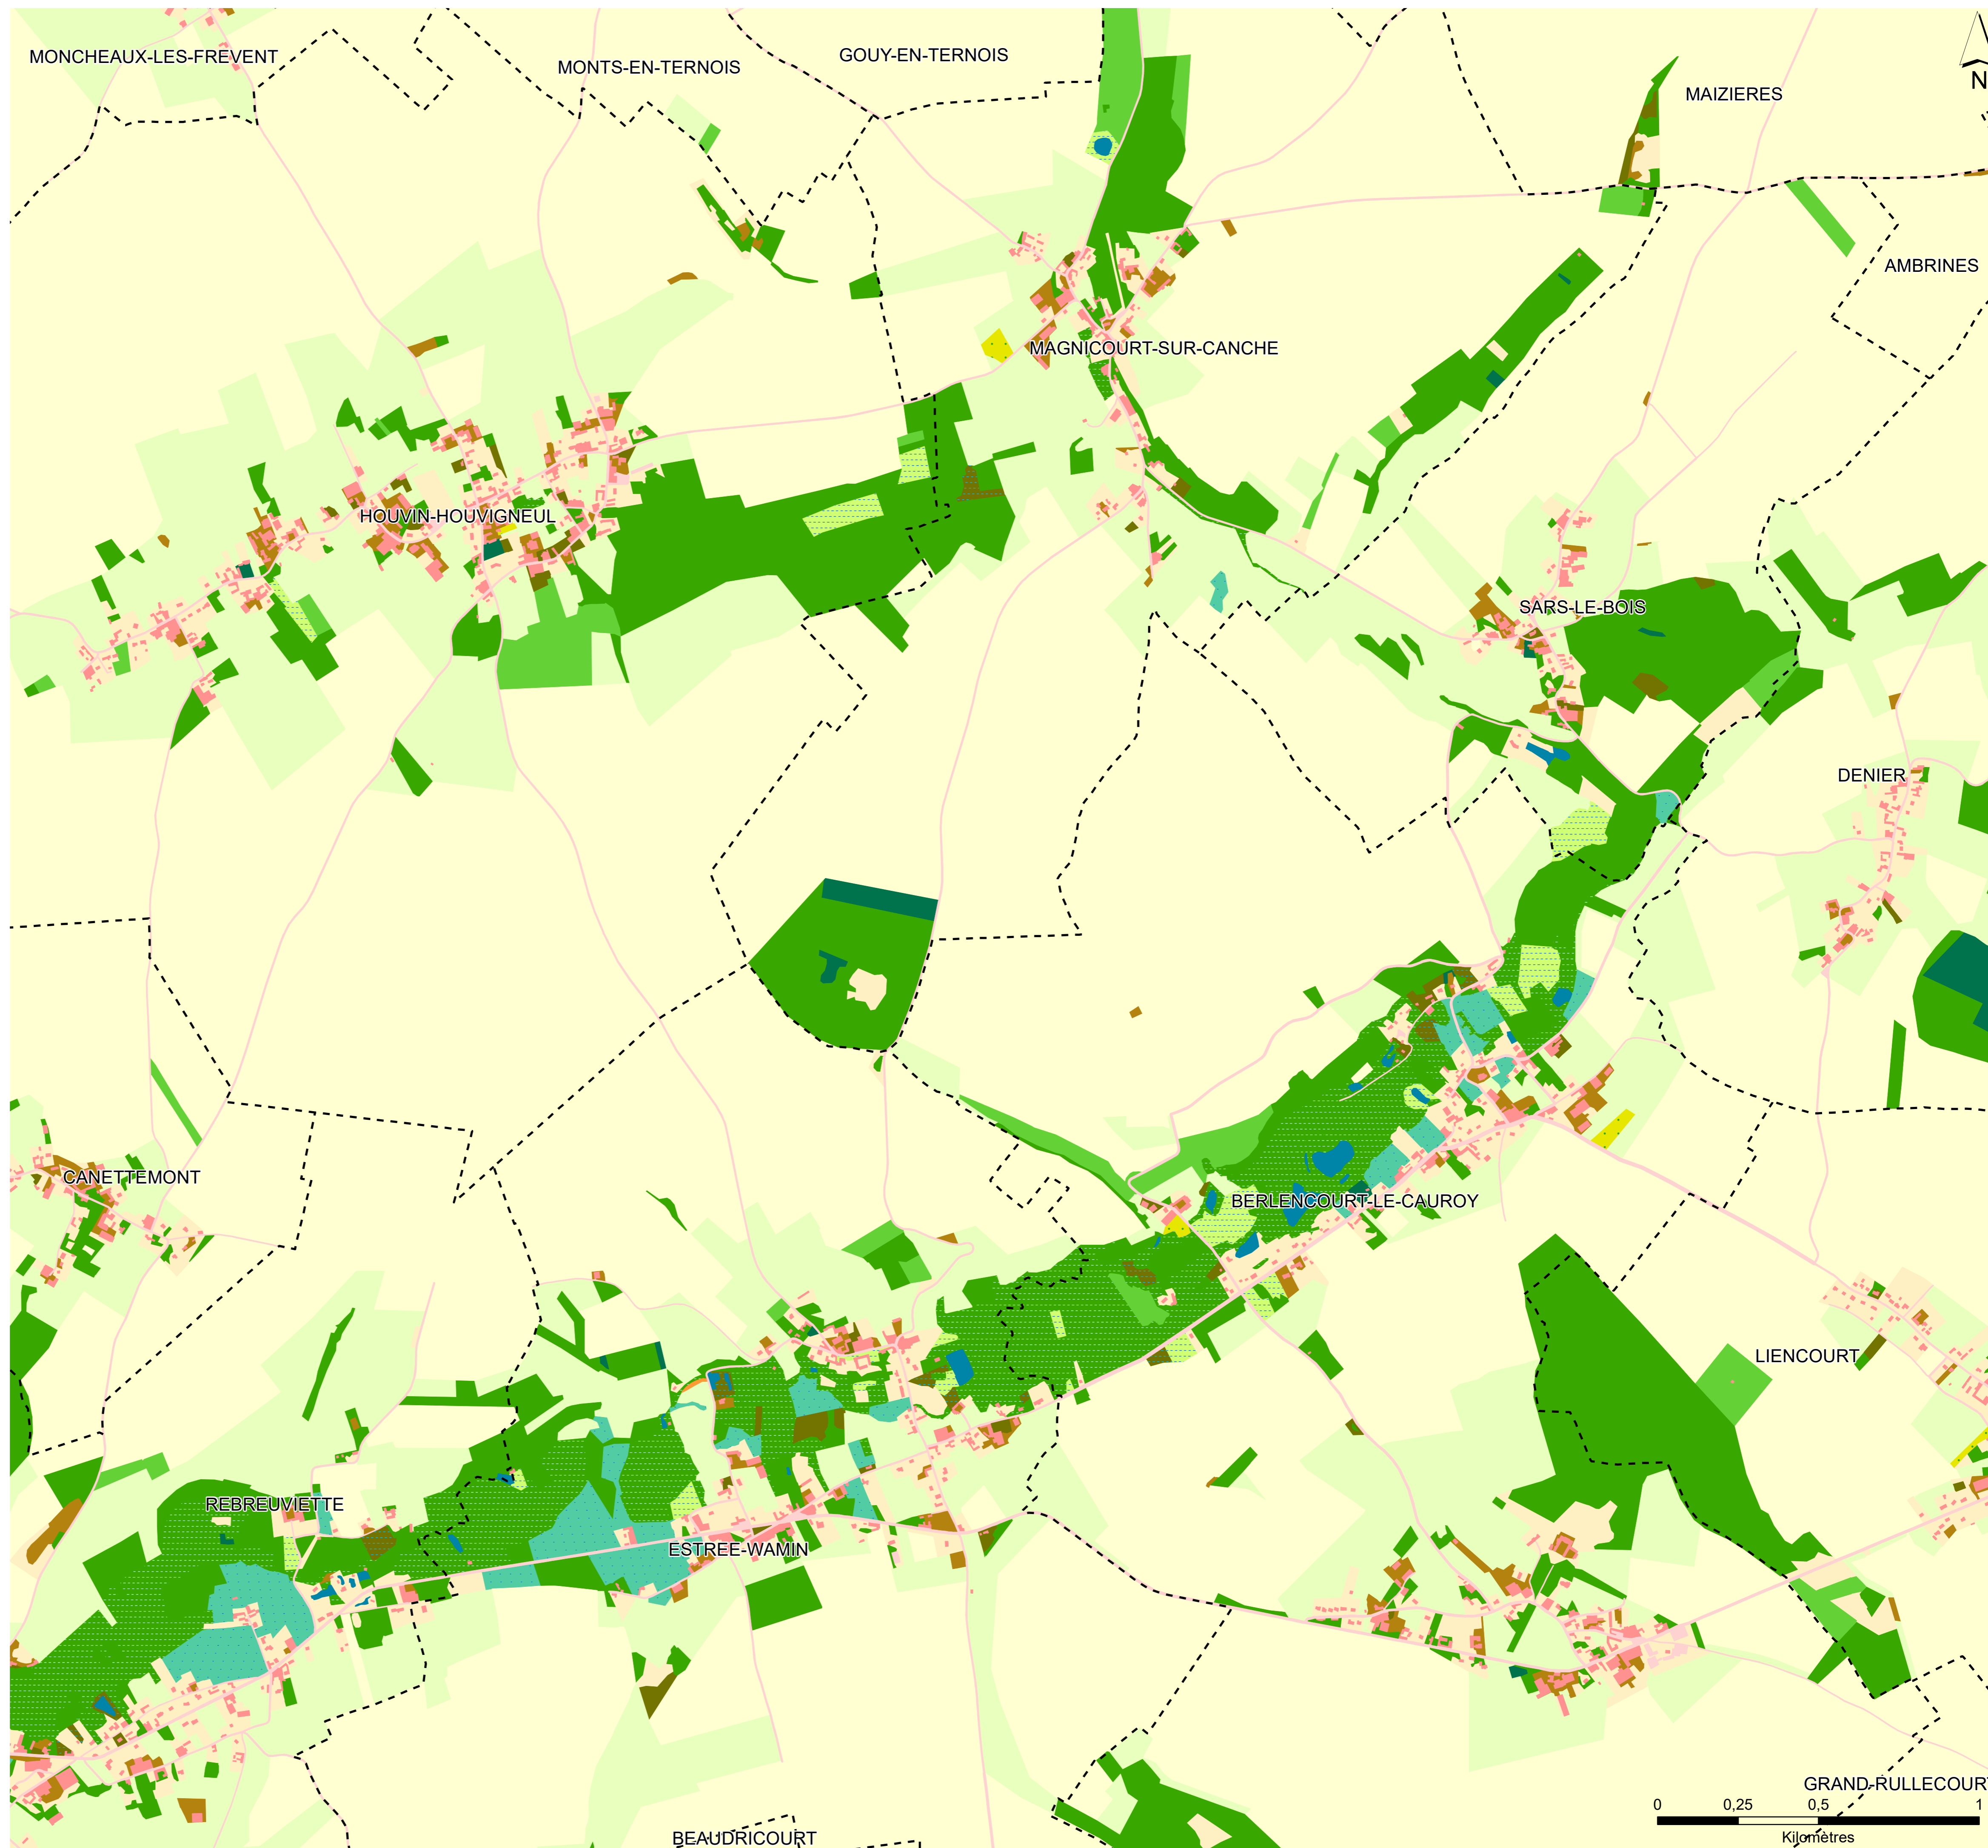 GOUY-EN-TERNOIS
MONCHEAUX-LES-FREVENT
MONTS-EN-TERNOIS
N
MAIZIERES
AMBRINES
MAGNICOURT-SUR-CANCHE
HOUVIN-HOUVIGNEUL
SARS-LE-BOIS
DENIER
CANETTEMONT
BERLENCOURT-LE-CAUROY
LIENCOURT
REBREUVIETTE
ESTREE-WAMIN
GRAND-RULLECOURT
0 0,25 0,5 1
Kilomètres
BEAUDRICOURT